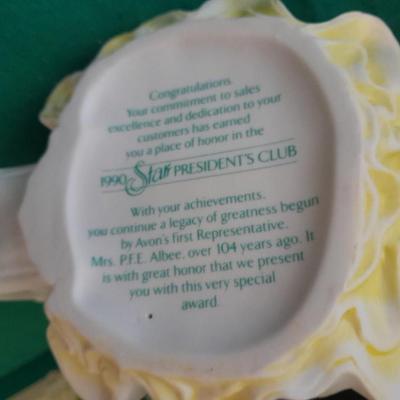 Congratulations.
Your commitment to sales
excellence and dedication to your
customers has earned
you a place of honor in the
1990 Star PRESIDENT'S CLUB
With your achievements,
you continue a legacy of greatness begun
by Avon's first Representative,
Mrs. P.F.E. Albee, over 104 years ago. It
is with great honor that we present
you with this very special
award.